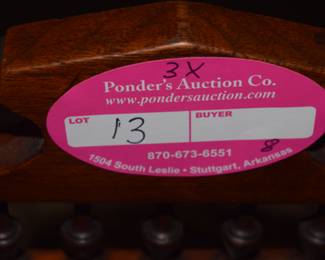 3X
Ponder's Auction Co.
www.pondersauction.com
LOT BUYER
13
870-673-6551
8
1504 South Leslie • Stuttgart, Arkansas